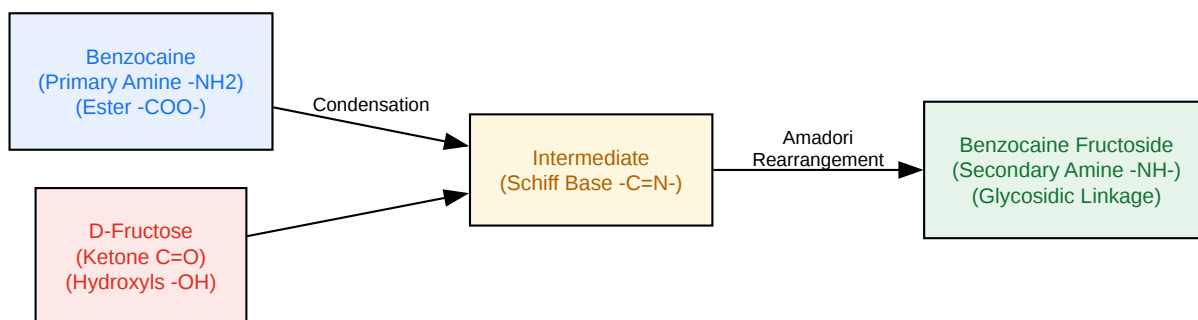 Benzocaine
(Primary Amine -NH2)
(Ester -COO-)
Condensation
D-Fructose
(Ketone C=O)
(Hydroxyls -OH)
Intermediate
(Schiff Base -C=N-)
Amadori
Rearrangement
Benzocaine Fructoside
(Secondary Amine -NH-)
(Glycosidic Linkage)